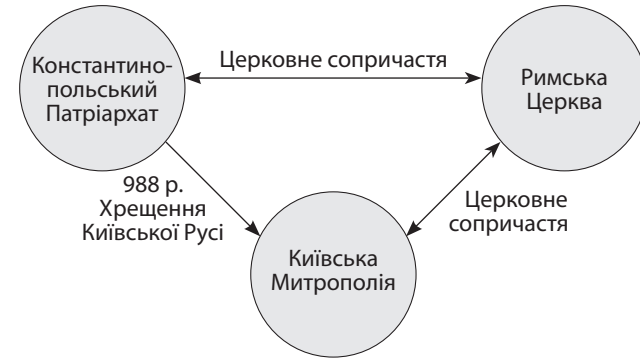 Константино-
польський
Патріархат
Церковне сопричастя
Римська
Церква
988 р.
Хрещення
Київської Русі
Церковне
сопричастя
Київська
Митрополія